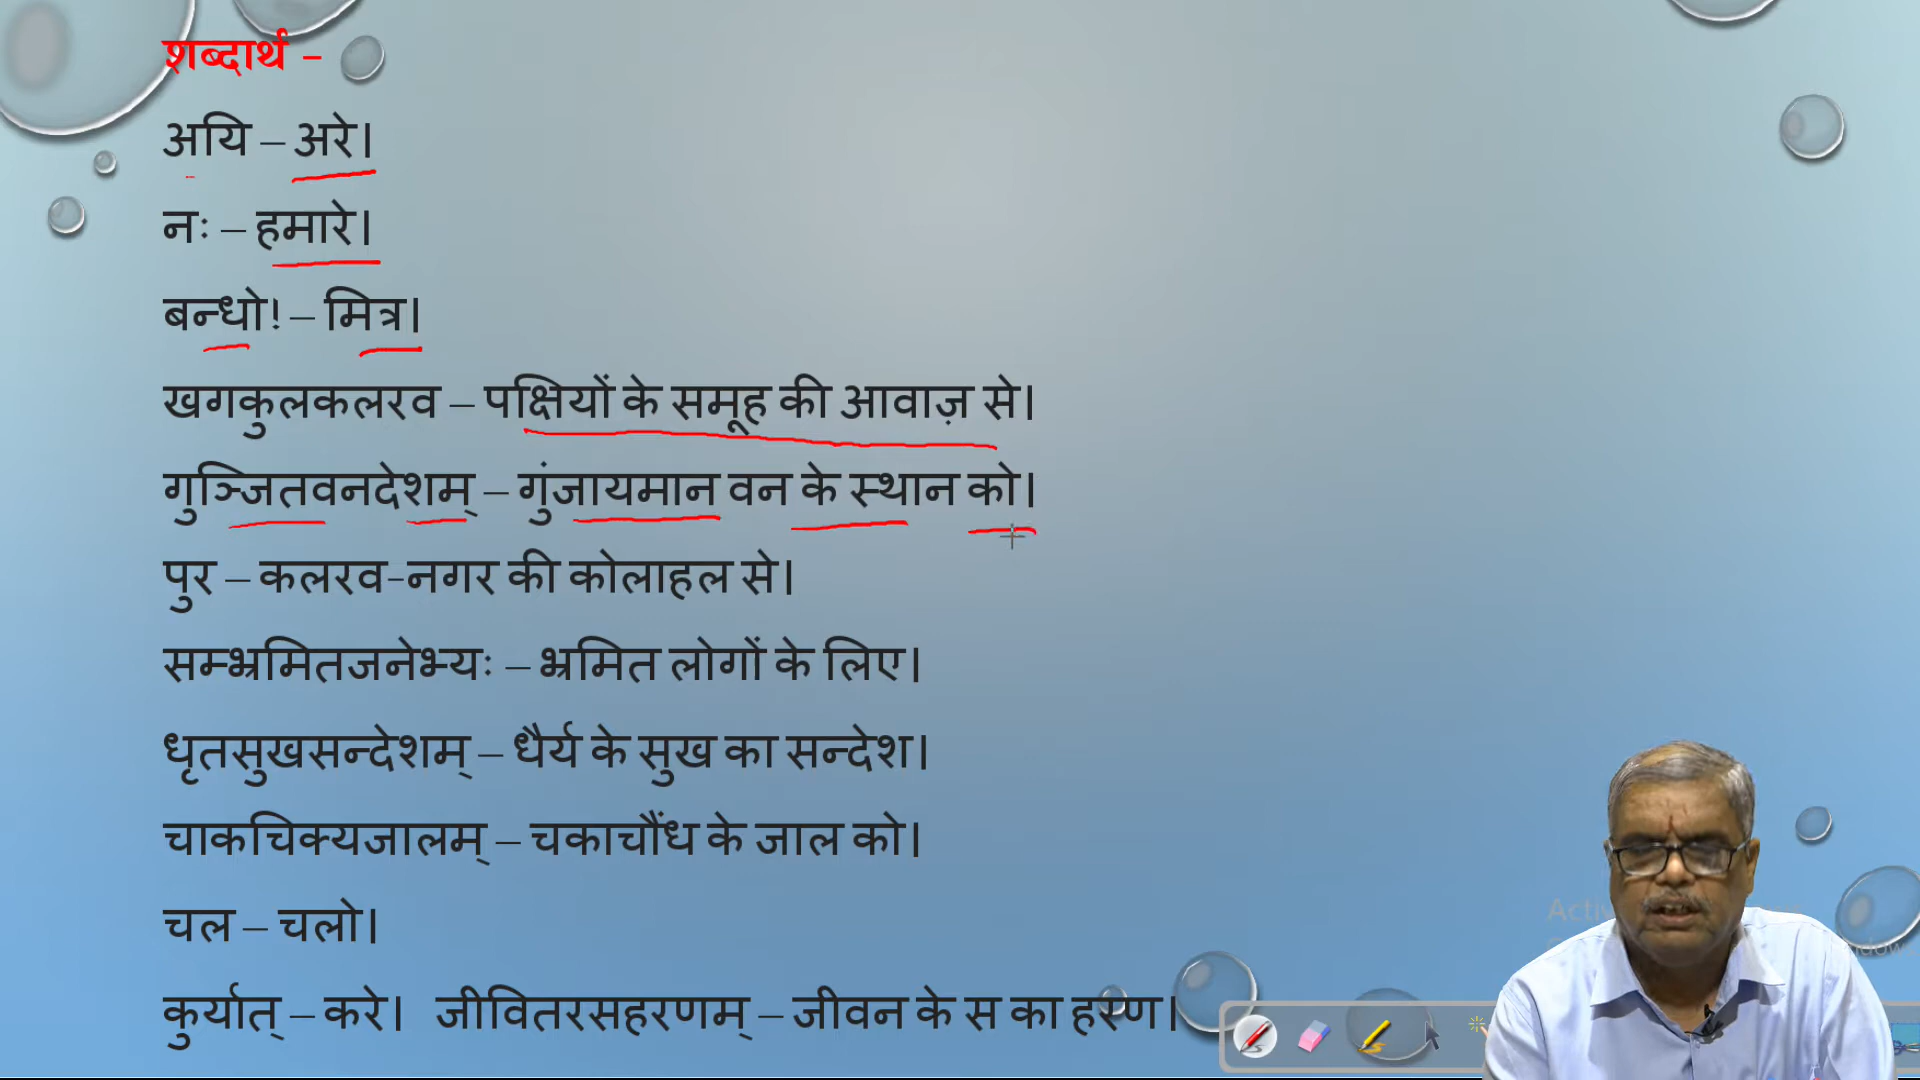 शब्दार्थ –
अयि – अरे।
नः – हमारे।
बन्धो! – मित्र।
खगकुलकलरव – पक्षियों के समूह की आवाज़ से।
गुञ्जितवनदेशम् – गुंजायमान वन के स्थान को।
पुर – कलरव-नगर की कोलाहल से।
सम्भ्रमितजनेभ्यः – भ्रमित लोगों के लिए।
धृतसुखसन्देशम् – धैर्य के सुख का सन्देश।
चाकचिक्यजालम् – चकाचौंध के जाल को।
चल – चलो।
कुर्यात् – करे। जीवितरसहरणम् – जीवन के स का हरण।